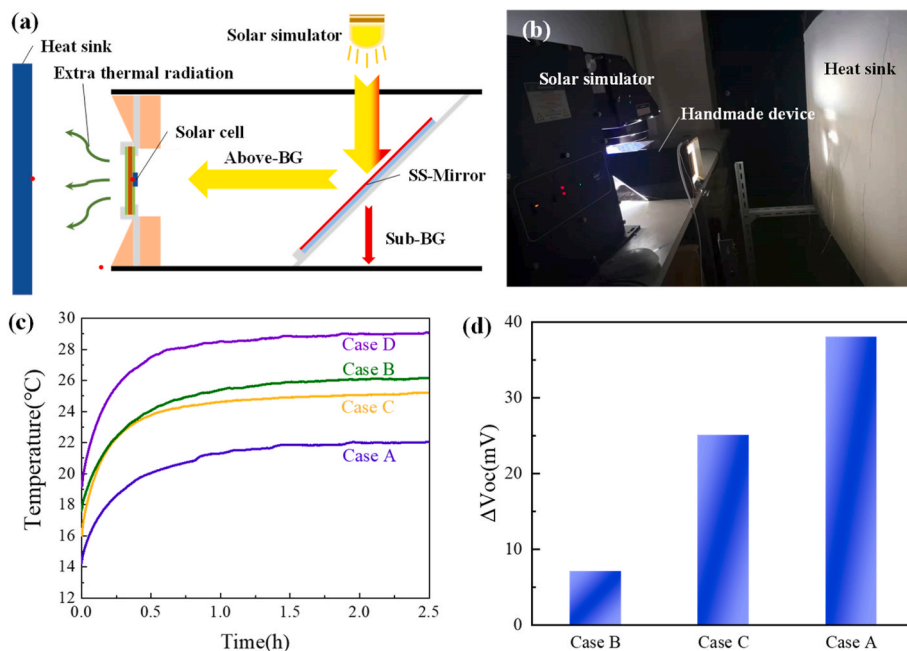 (a)
Solar simulator
Heat sink
Extra thermal radiation
Solar cell
Above-BG
SS-Mirror
Sub-BG
(b)
Solar simulator
Heat sink
Handmade device
(c)
Temperature(°C)
30
28
26
24
22
20
18
16
14
12
Case D
Case B
Case C
Case A
0.0 0.5 1.0 1.5 2.0 2.5
Time(h)
(d)
ΔVoc(mV)
40
30
20
10
0
Case B Case C Case A